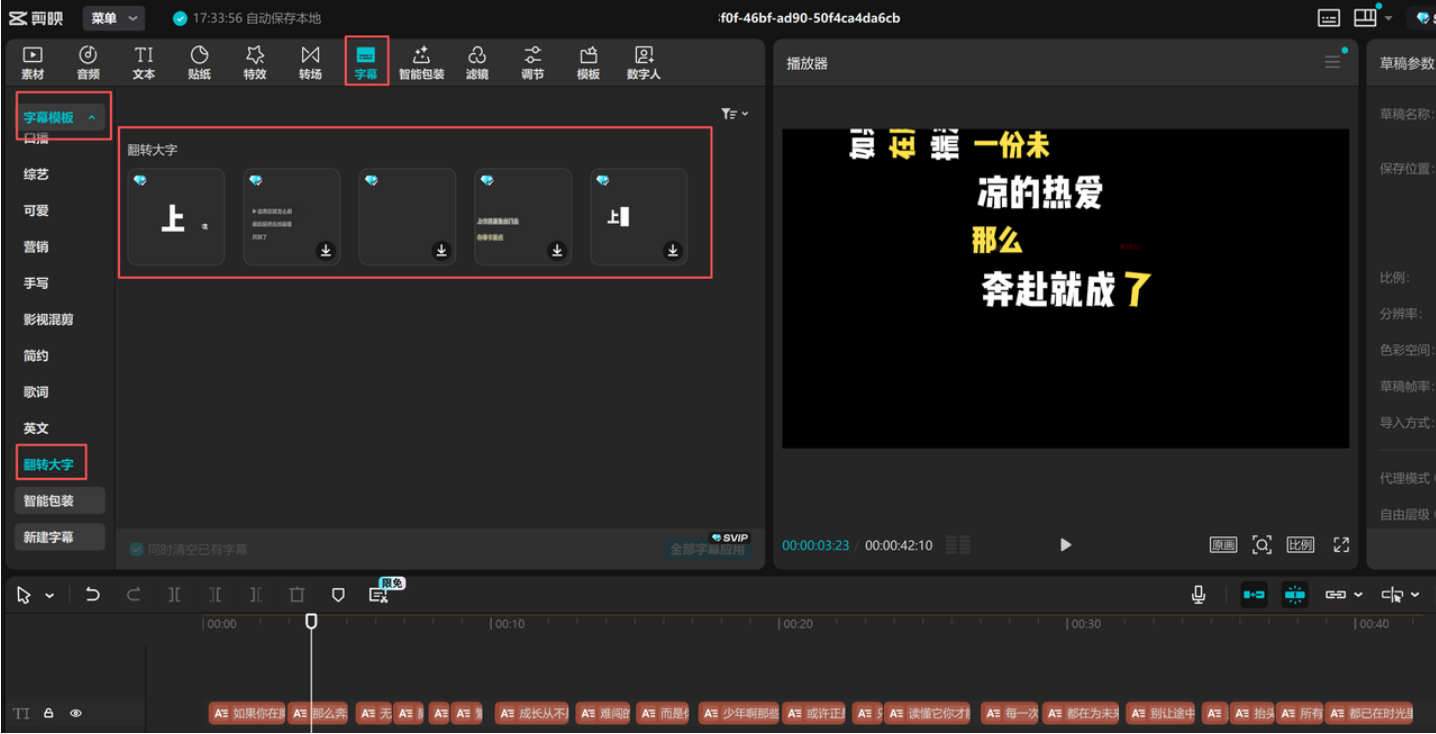 剪映 菜单 17:33:56 自动保存本地 f0f-46bf-ad90-50f4ca4da6cb
素材 音频 TI 文本 贴纸 特效 转场 字幕 智能包装 滤镜 调节 模板 数字人
播放器
草稿参数
字幕模板
口播
综艺
可爱
营销
手写
影视混剪
简约
歌词
英文
翻转大字
智能包装
新建字幕
翻转大字
上
上
同时清空已有字幕
SVIP
全部字幕应用
在
一份未
凉的热爱
那么
奔赴就成了
00:00:03:23 / 00:00:42:10
原画 比例
草稿名称:
保存位置:
比例:
分辨率:
色彩空间:
草稿帧率:
导入方式:
代理模式
自由层级
限免
00:00 00:10 00:20 00:30 00:40
TI
如果你在 那么奔 无 成长从不 难闯的 而是 少年啊那些 或许正 读懂它你才 每一次 都在为未 别让途中 抬头 所有 都已在时光里